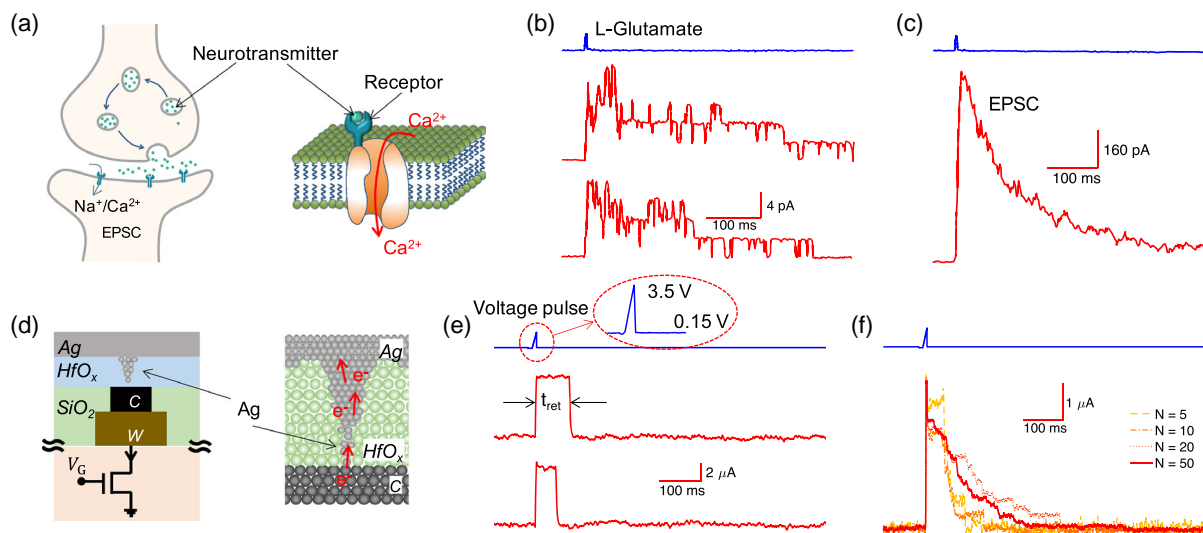 (a)
Neurotransmitter
Receptor
Ca²⁺
Ca²⁺
Na⁺/Ca²⁺
EPSC
(b)
L-Glutamate
4 pA
100 ms
(c)
EPSC
160 pA
100 ms
(d)
Ag
HfOₓ
SiO₂
C
W
V_G
Ag
Ag
e⁻
e⁻
HfOₓ
e⁻
C
(e)
Voltage pulse
3.5 V
0.15 V
t_ret
2 μA
100 ms
(f)
1 μA
100 ms
N = 5
N = 10
N = 20
N = 50